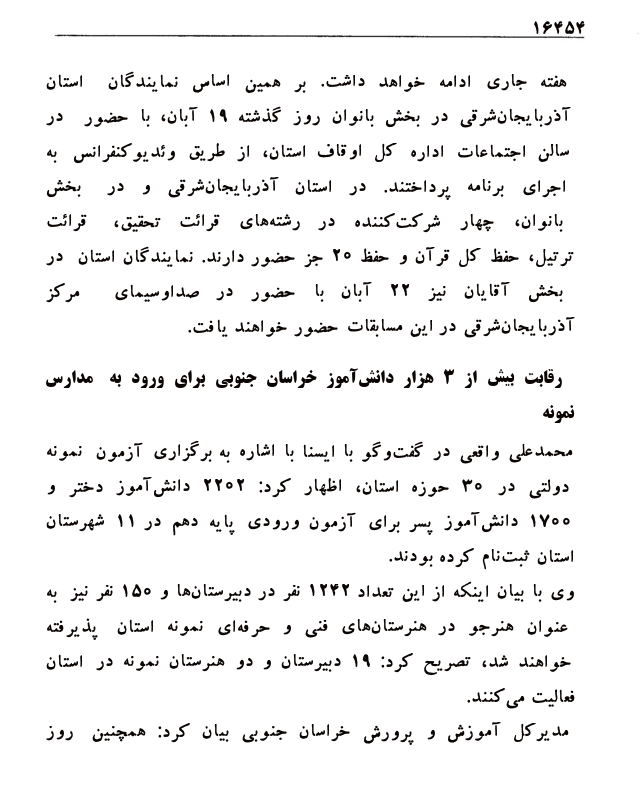 ۱۶۴۵۴
هفته جاری ادامه خواهد داشت. بر همین اساس نمایندگان استان
آذربایجان‌شرقی در بخش بانوان روز گذشته ۱۹ آبان، با حضور در
سالن اجتماعات اداره کل اوقاف استان، از طریق وئدیوکنفرانس به
اجرای برنامه پرداختند. در استان آذربایجان‌شرقی و در بخش
بانوان، چهار شرکت‌کننده در رشته‌های قرائت تحقیق، قرائت
ترتیل، حفظ کل قرآن و حفظ ۲۰ جز حضور دارند. نمایندگان استان در
بخش آقایان نیز ۲۲ آبان با حضور در صداوسیمای مرکز
آذربایجان‌شرقی در این مسابقات حضور خواهند یافت.
رقابت بیش از ۳ هزار دانش‌آموز خراسان جنوبی برای ورود به مدارس
نمونه
محمدعلی واقعی در گفت‌وگو با ایسنا با اشاره به برگزاری آزمون نمونه
دولتی در ۳۰ حوزه استان، اظهار کرد: ۲۲۰۲ دانش‌آموز دختر و
۱۷۰۰ دانش‌آموز پسر برای آزمون ورودی پایه دهم در ۱۱ شهرستان
استان ثبت‌نام کرده بودند.
وی با بیان اینکه از این تعداد ۱۲۴۲ نفر در دبیرستان‌ها و ۱۵۰ نفر نیز به
عنوان هنرجو در هنرستان‌های فنی و حرفه‌ای نمونه استان پذیرفته
خواهند شد، تصریح کرد: ۱۹ دبیرستان و دو هنرستان نمونه در استان
فعالیت می‌کنند.
مدیرکل آموزش و پرورش خراسان جنوبی بیان کرد: همچنین روز